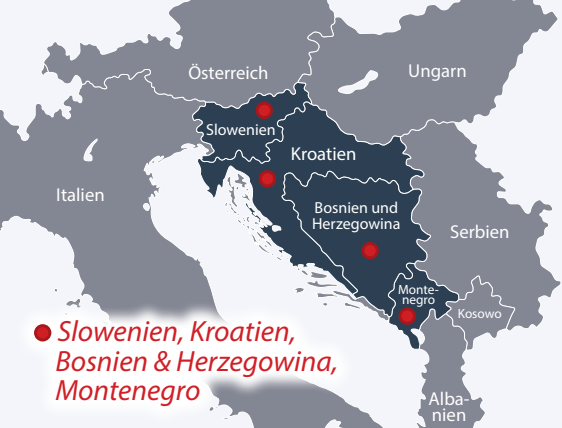 Österreich
Ungarn
Slowenien
Kroatien
Italien
Bosnien und
Herzegowina
Serbien
Monte-
negro
Kosowo
Slowenien, Kroatien,
Bosnien & Herzegowina,
Montenegro
Alba-
nien